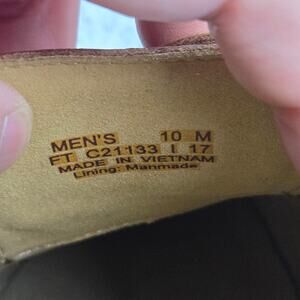 MEN'S 10 M
FT C21133 I 17
MADE IN VIETNAM
Lining: Manmade